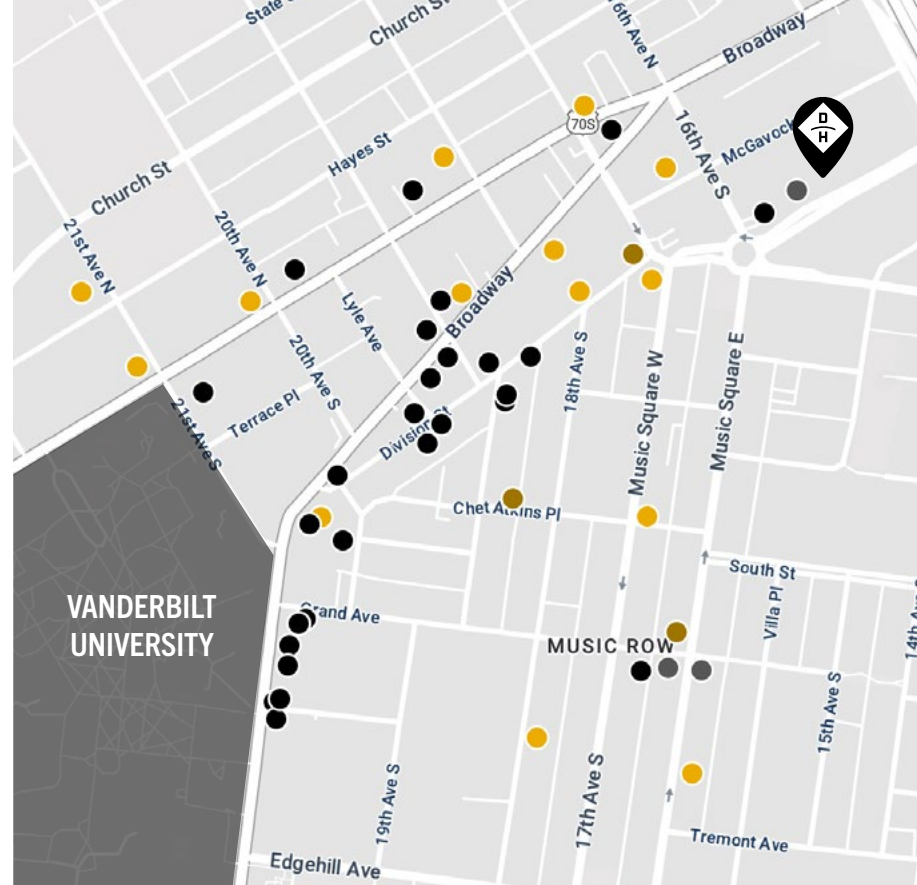 State
Church St
16th Ave N
Broadway
70S
D
H
16th Ave S
McGavock
Hayes St
Church St
21st Ave N
20th Ave N
Lyle Ave
Broadway
20th Ave S
18th Ave S
Music Square W
Music Square E
21st Ave S
Terrace Pl
Division St
Chet Atkins Pl
South St
Villa Pl
14th Ave S
VANDERBILT
UNIVERSITY
Grand Ave
MUSIC ROW
15th Ave S
19th Ave S
17th Ave S
Tremont Ave
Edgehill Ave